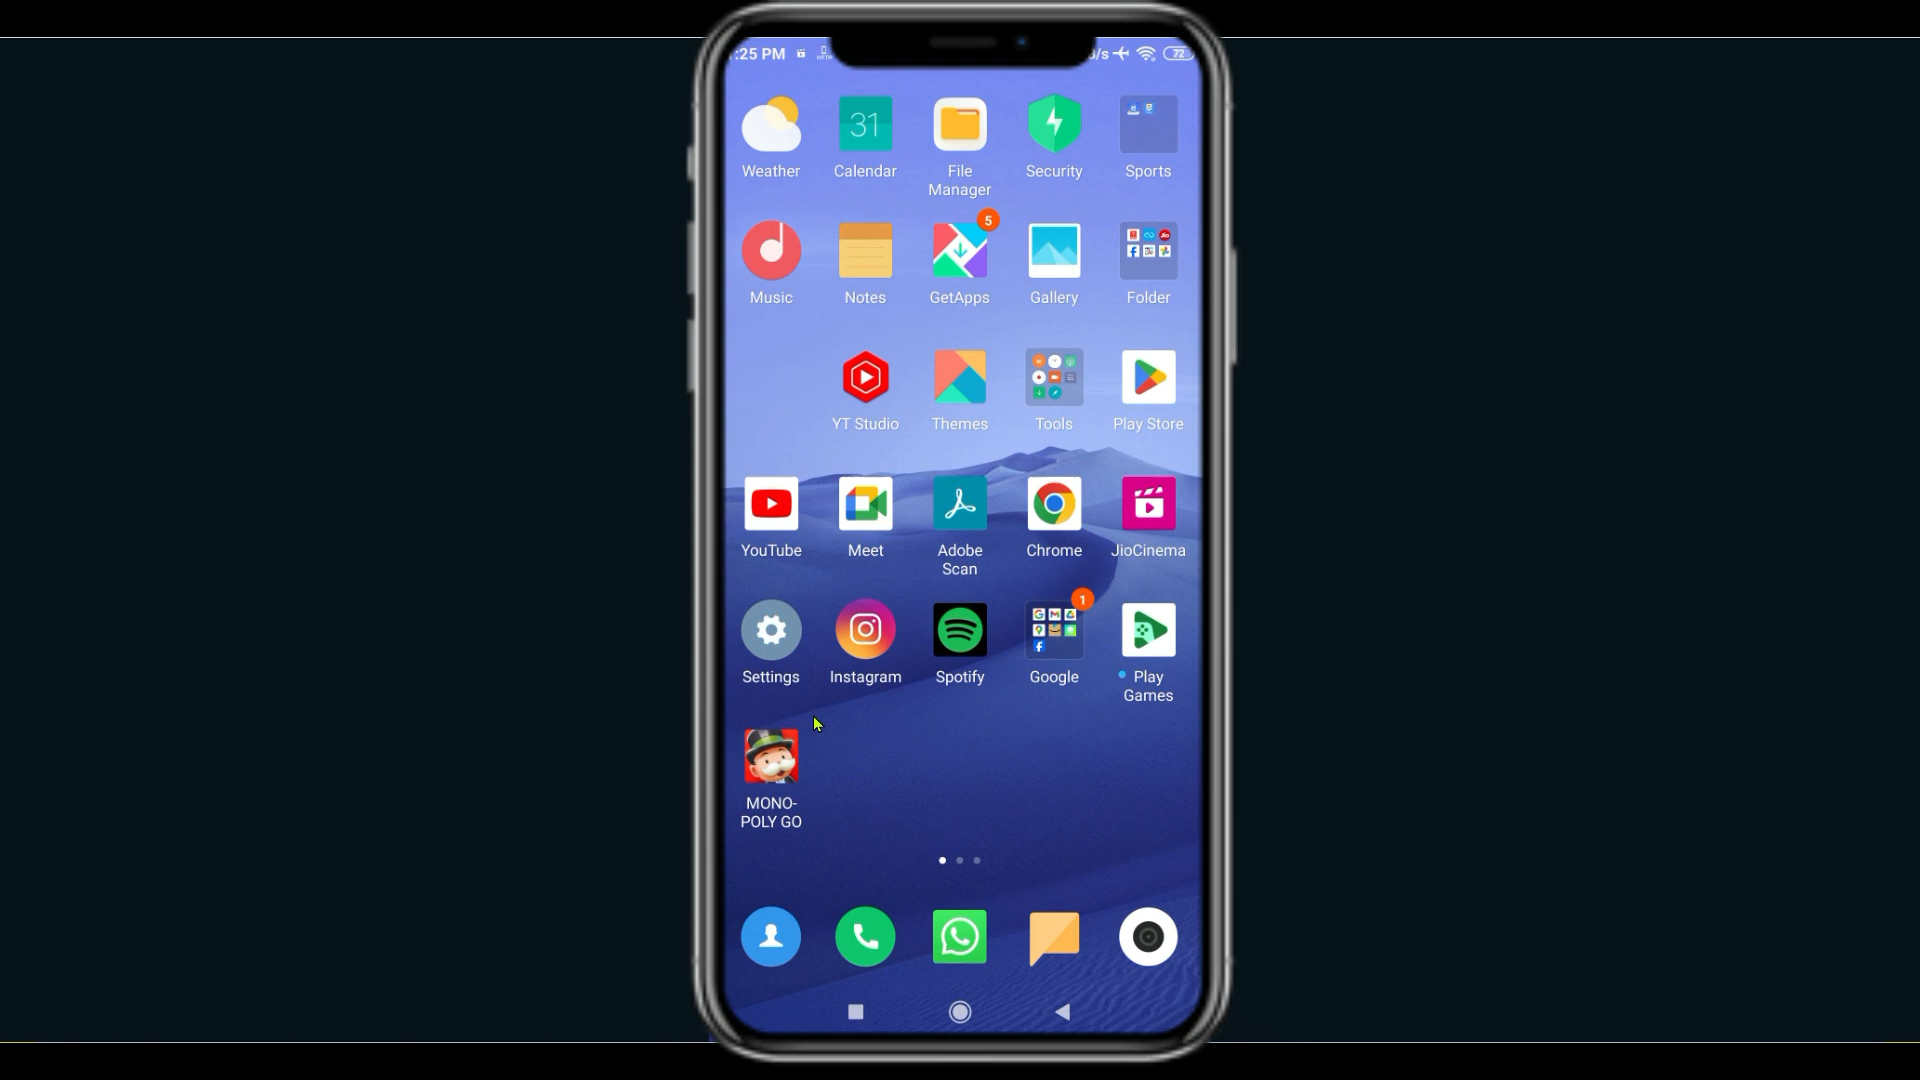 :25 PM
/s
72
31
Weather
Calendar
File
Manager
Security
Sports
5
Music
Notes
GetApps
Gallery
Folder
YT Studio
Themes
Tools
Play Store
YouTube
Meet
Adobe
Scan
Chrome
JioCinema
1
Settings
Instagram
Spotify
Google
Play
Games
MONO-
POLY GO